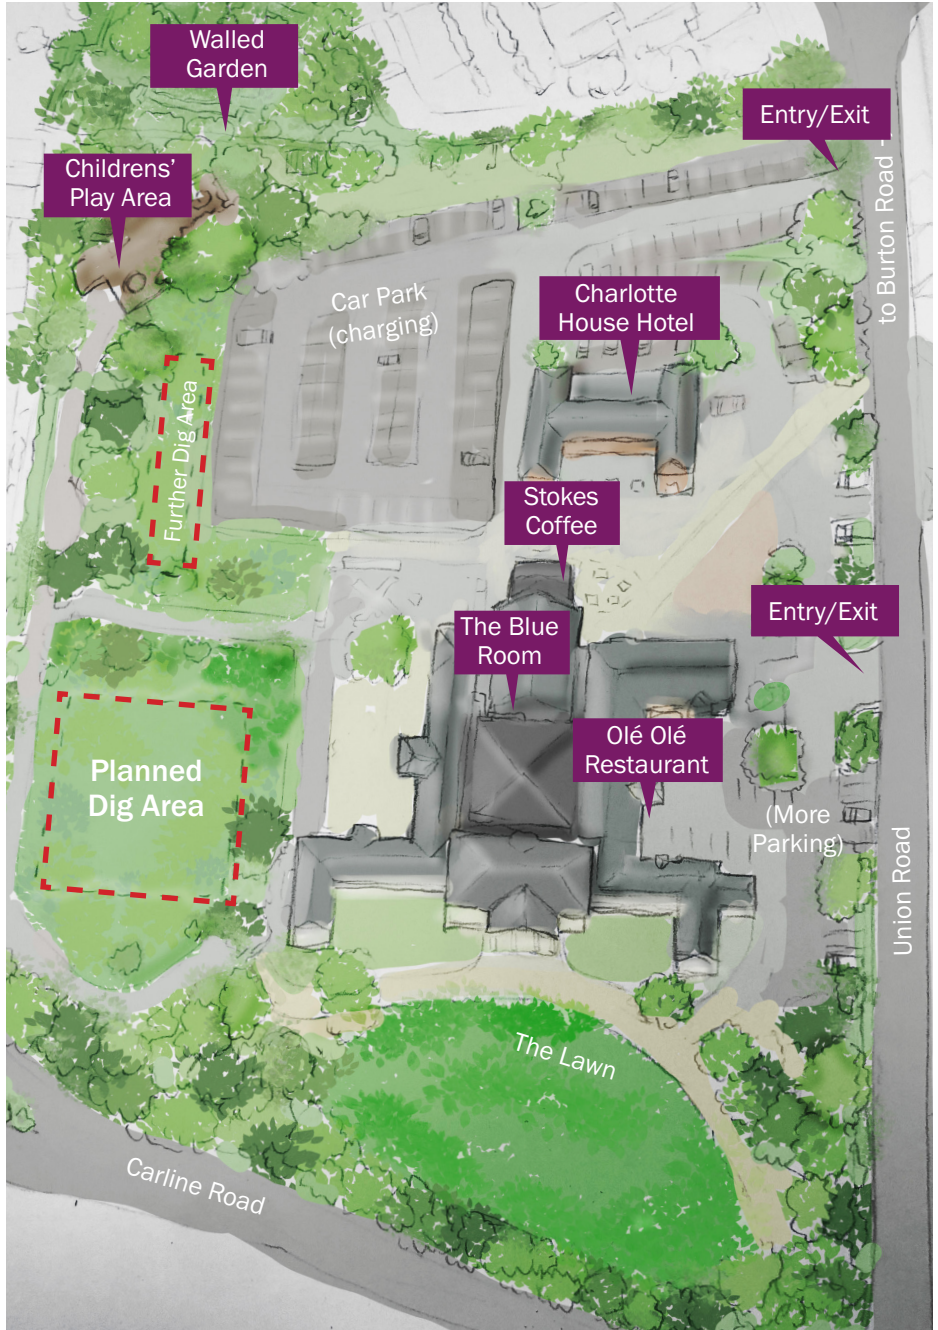 Walled
Garden
Entry/Exit
Childrens'
Play Area
to Burton Road -
Car Park
(charging)
Charlotte
House Hotel
Further Dig Area
Stokes
Coffee
The Blue
Room
Entry/Exit
Olé Olé
Restaurant
Planned
Dig Area
(More
Parking)
Union Road
The Lawn
Carline Road